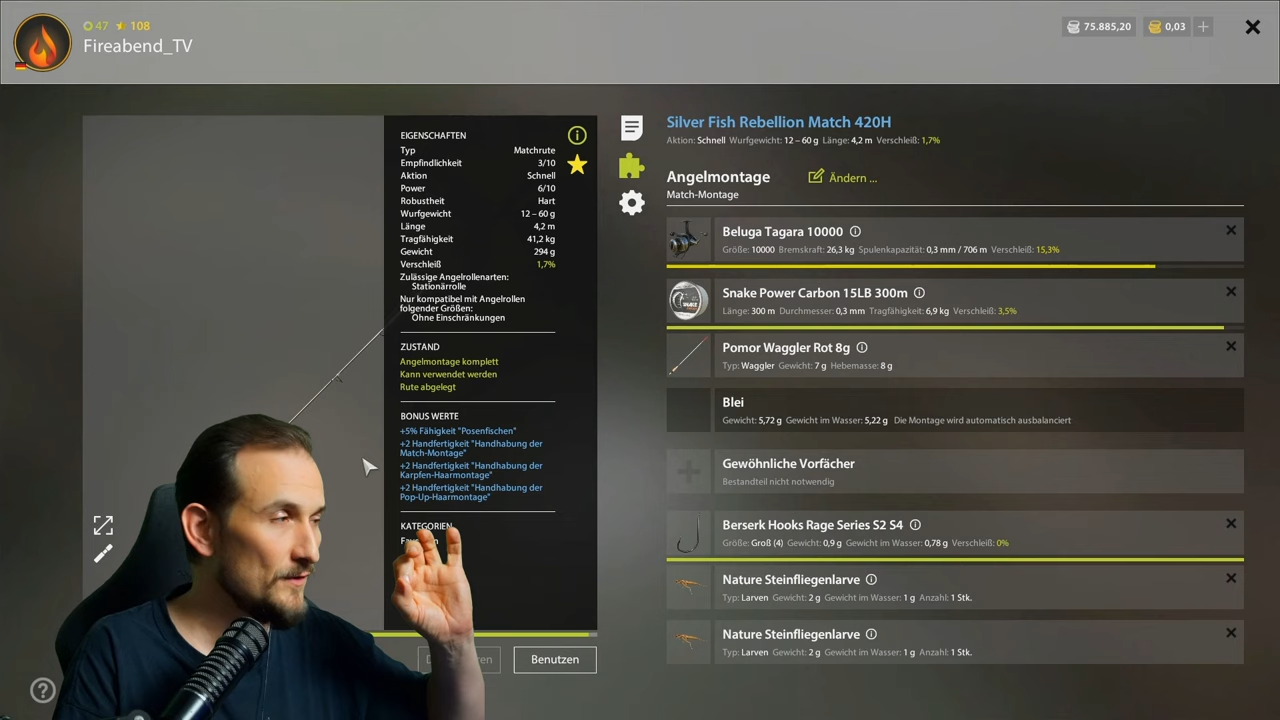 47 108
Fireabend_TV
75.885,20
0,03
EIGENSCHAFTEN
Typ Matchrute
Empfindlichkeit 3/10
Aktion Schnell
Power 6/10
Robustheit Hart
Wurfgewicht 12 – 60 g
Länge 4,2 m
Tragfähigkeit 41,2 kg
Gewicht 294 g
Verschleiß 1,7%
Zulässige Angelrollenarten:
Stationärrolle
Nur kompatibel mit Angelrollen
folgender Größen:
Ohne Einschränkungen
ZUSTAND
Angelmontage komplett
Kann verwendet werden
Rute abgelegt
BONUS WERTE
+5% Fähigkeit "Posenfischen"
+2 Handfertigkeit "Handhabung der
Match-Montage"
+2 Handfertigkeit "Handhabung der
Karpfen-Haarmontage"
+2 Handfertigkeit "Handhabung der
Pop-Up-Haarmontage"
KATEGORIEN
Benutzen
Silver Fish Rebellion Match 420H
Aktion: Schnell Wurfgewicht: 12 – 60 g Länge: 4,2 m Verschleiß: 1,7%
Angelmontage
Ändern ...
Match-Montage
Beluga Tagara 10000
Größe: 10000 Bremskraft: 26,3 kg Spulenkapazität: 0,3 mm / 706 m Verschleiß: 15,3%
Snake Power Carbon 15LB 300m
Länge: 300 m Durchmesser: 0,3 mm Tragfähigkeit: 6,9 kg Verschleiß: 3,5%
Pomor Waggler Rot 8g
Typ: Waggler Gewicht: 7 g Hebemasse: 8 g
Blei
Gewicht: 5,72 g Gewicht im Wasser: 5,22 g Die Montage wird automatisch ausbalanciert
Gewöhnliche Vorfächer
Bestandteil nicht notwendig
Berserk Hooks Rage Series S2 S4
Größe: Groß (4) Gewicht: 0,9 g Gewicht im Wasser: 0,78 g Verschleiß: 0%
Nature Steinfliegenlarve
Typ: Larven Gewicht: 2 g Gewicht im Wasser: 1 g Anzahl: 1 Stk.
Nature Steinfliegenlarve
Typ: Larven Gewicht: 2 g Gewicht im Wasser: 1 g Anzahl: 1 Stk.